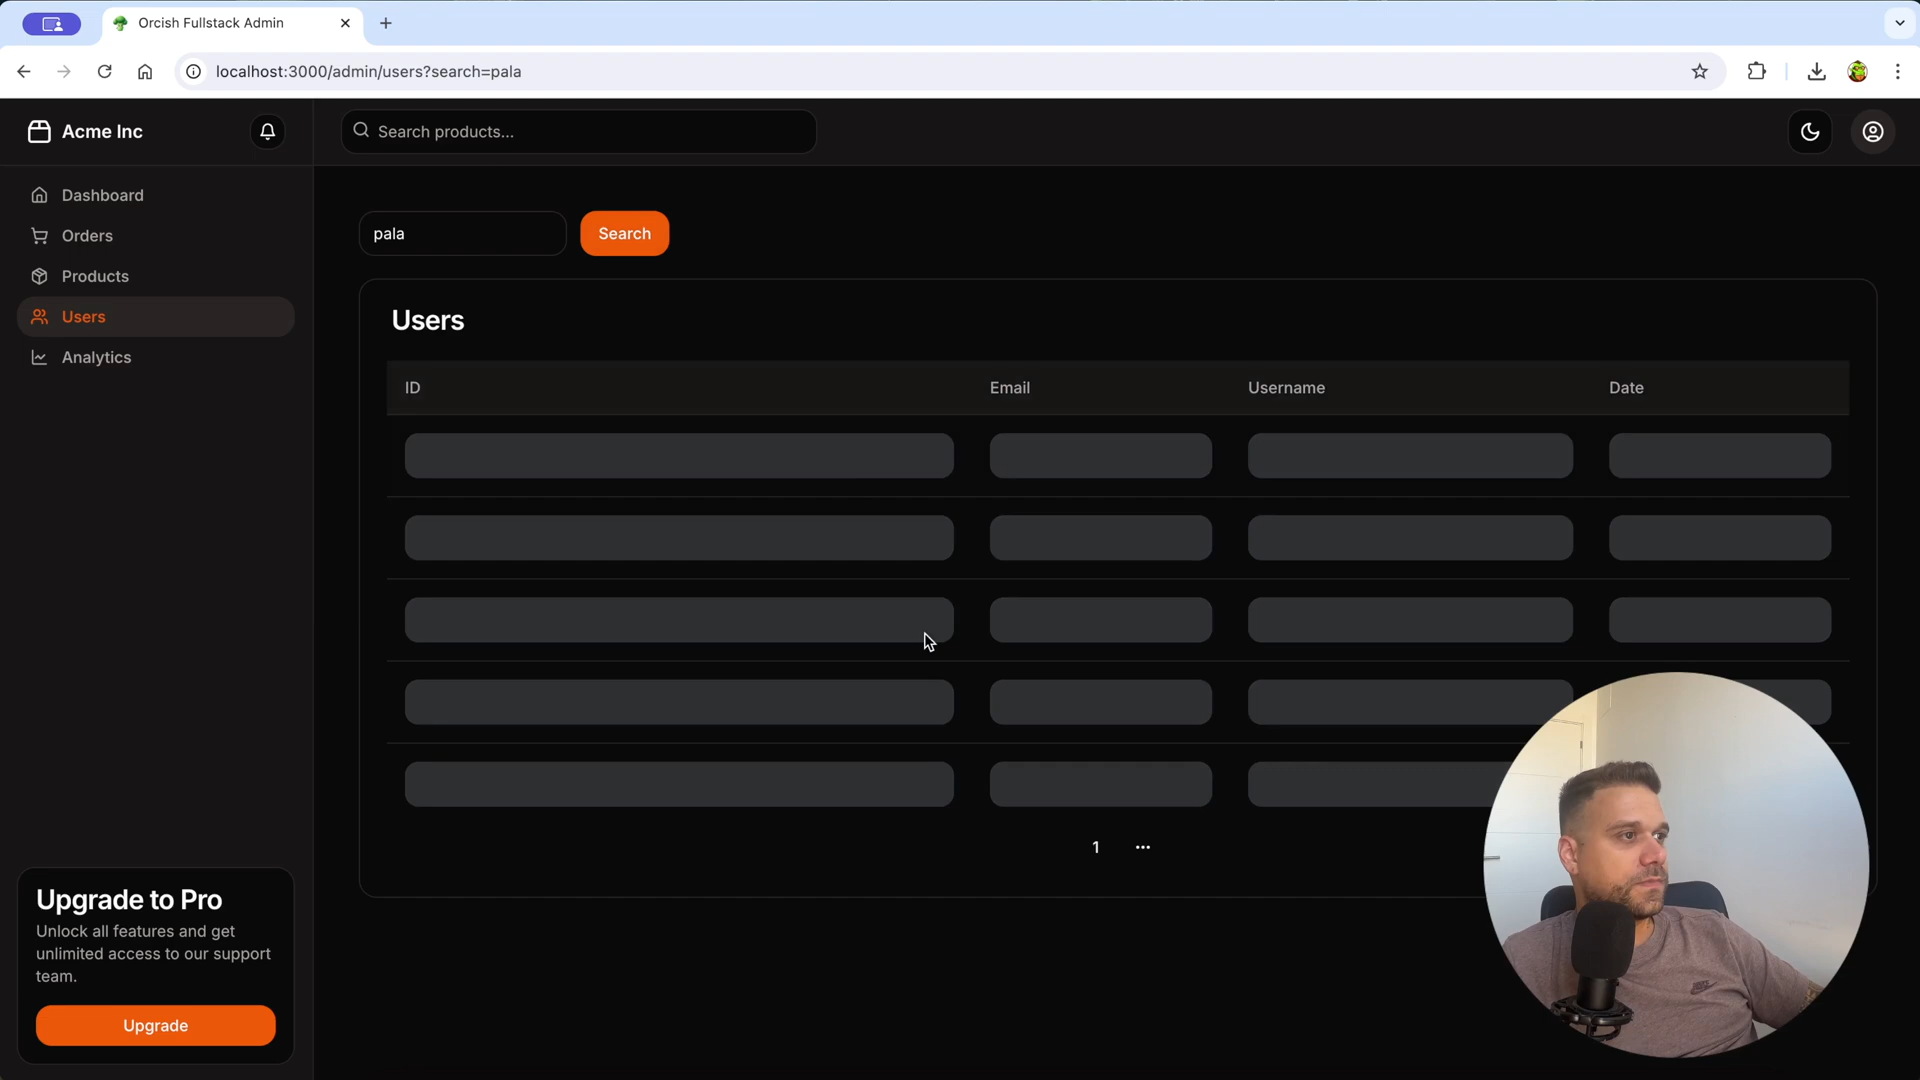 Orcish Fullstack Admin
localhost:3000/admin/users?search=pala
Acme Inc
Search products...
Dashboard
Orders
Products
Users
Analytics
pala
Search
Users
ID Email Username Date
1 ...
Upgrade to Pro
Unlock all features and get
unlimited access to our support
team.
Upgrade